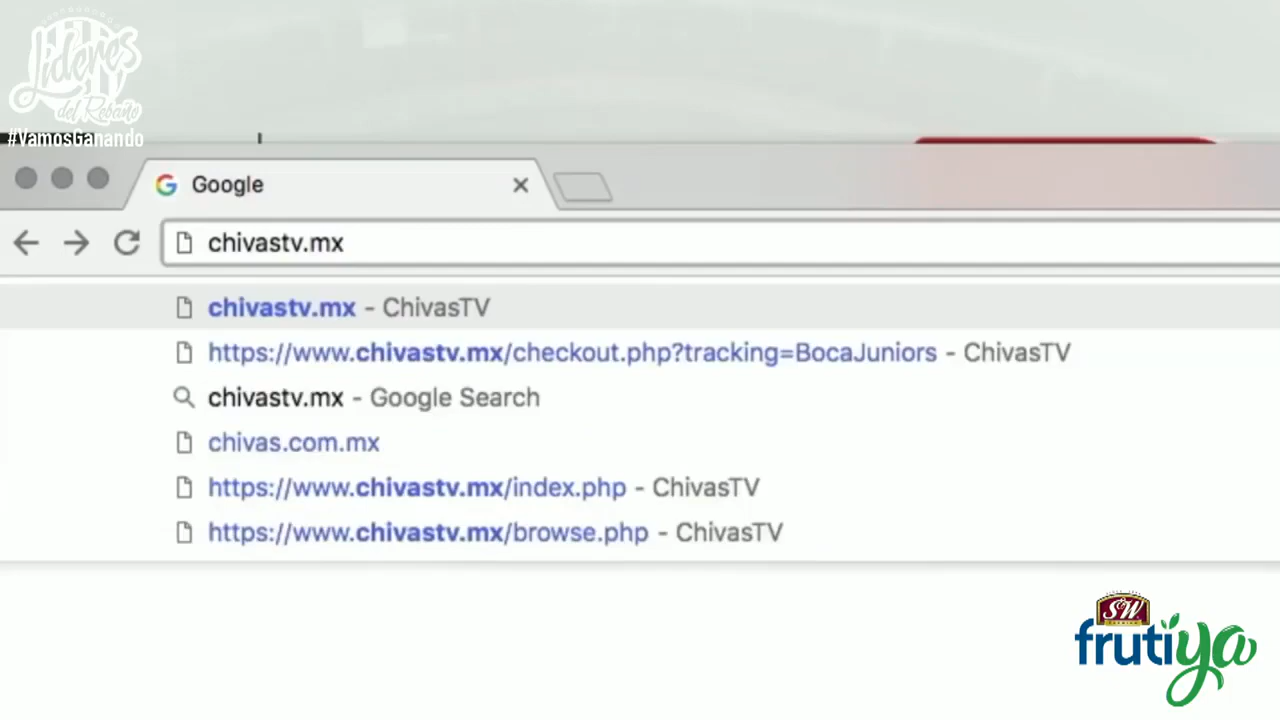 Líderes
del Rebaño
#VamosGanando
Google
chivastv.mx
chivastv.mx - ChivasTV
https://www.chivastv.mx/checkout.php?tracking=BocaJuniors - ChivasTV
chivastv.mx - Google Search
chivas.com.mx
https://www.chivastv.mx/index.php - ChivasTV
https://www.chivastv.mx/browse.php - ChivasTV
S&W
frutiya